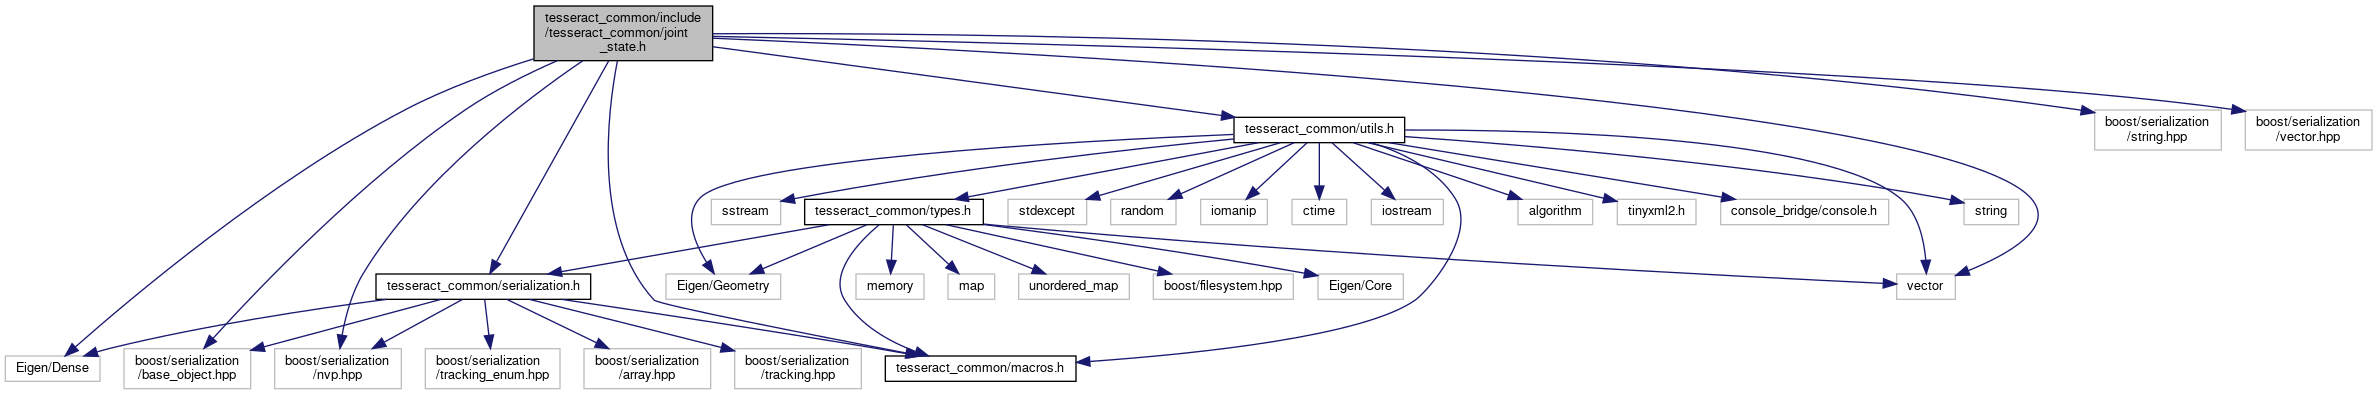 tesseract_common/include
/tesseract_common/joint
_state.h
boost/serialization
/string.hpp
boost/serialization
/vector.hpp
tesseract_common/utils.h
sstream
tesseract_common/types.h
stdexcept
random
iomanip
ctime
iostream
algorithm
tinyxml2.h
console_bridge/console.h
string
tesseract_common/serialization.h
Eigen/Geometry
memory
map
unordered_map
boost/filesystem.hpp
Eigen/Core
vector
Eigen/Dense
boost/serialization
/base_object.hpp
boost/serialization
/nvp.hpp
boost/serialization
/tracking_enum.hpp
boost/serialization
/array.hpp
boost/serialization
/tracking.hpp
tesseract_common/macros.h